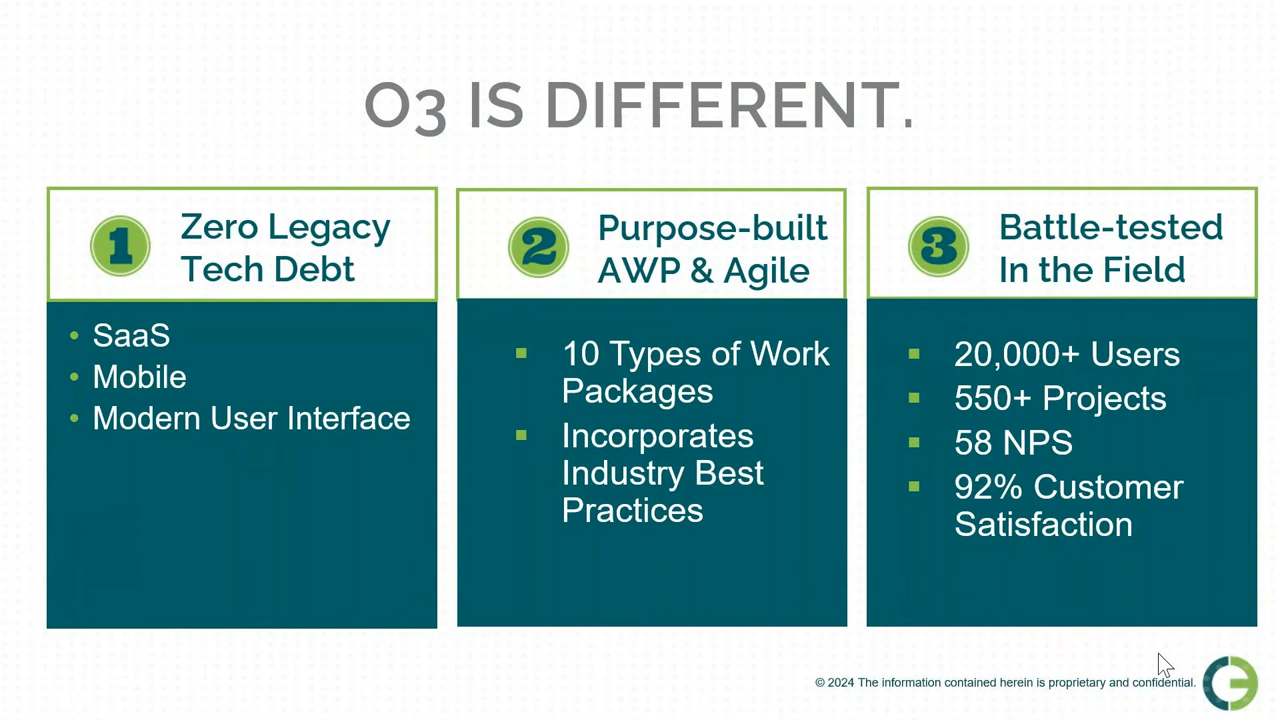 O3 IS DIFFERENT.
1
Zero Legacy
Tech Debt
• SaaS
• Mobile
• Modern User Interface
2
Purpose-built
AWP & Agile
▪ 10 Types of Work
Packages
▪ Incorporates
Industry Best
Practices
3
Battle-tested
In the Field
▪ 20,000+ Users
▪ 550+ Projects
▪ 58 NPS
▪ 92% Customer
Satisfaction
© 2024 The information contained herein is proprietary and confidential.